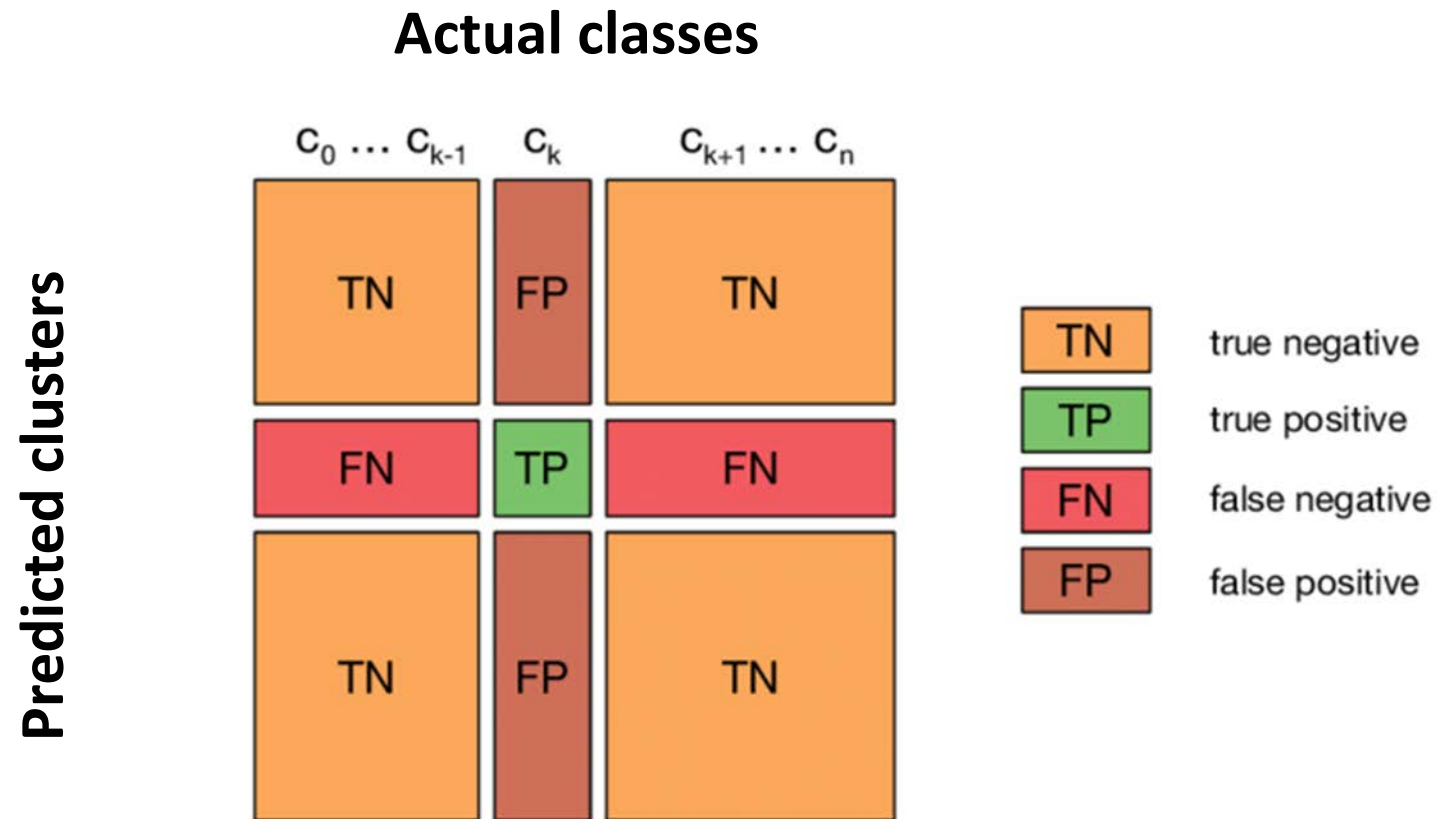 Actual classes
Predicted clusters
c0 ... ck-1 ck ck+1 ... cn
TN FP TN
FN TP FN
TN FP TN
TN true negative
TP true positive
FN false negative
FP false positive